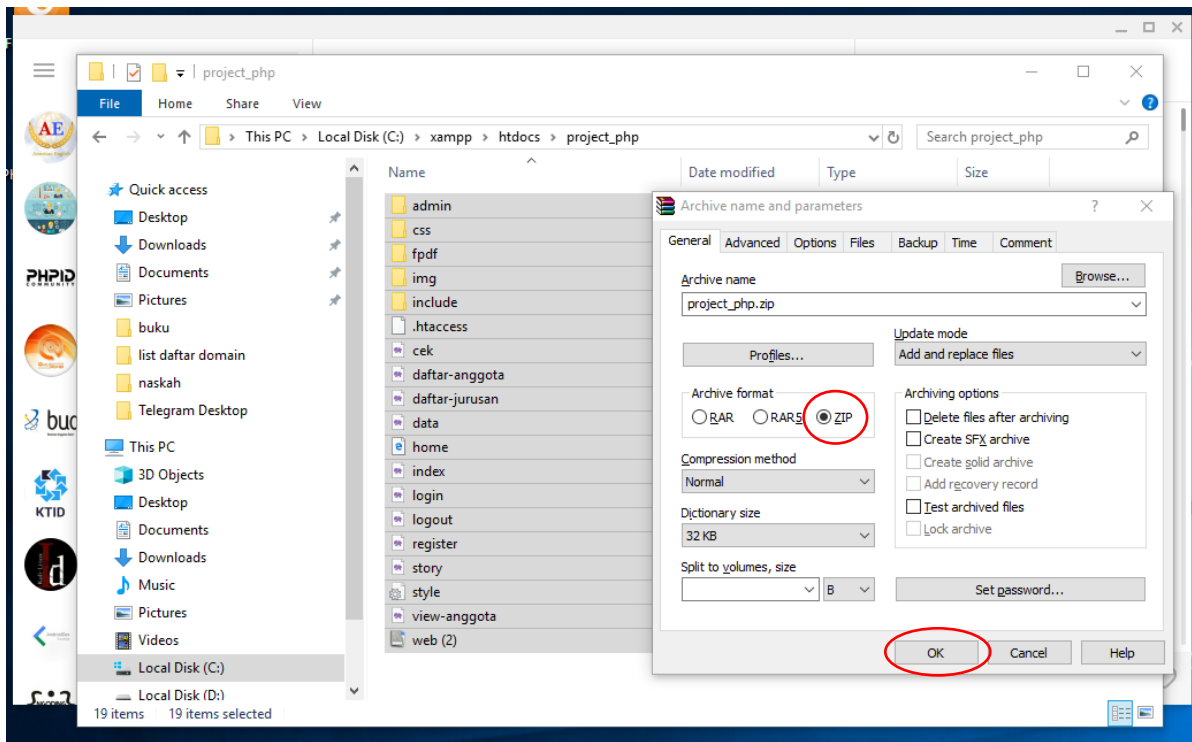 project_php
File Home Share View
This PC > Local Disk (C:) > xampp > htdocs > project_php
Search project_php
Name Date modified Type Size
Quick access
Desktop
Downloads
Documents
Pictures
buku
list daftar domain
naskah
Telegram Desktop
This PC
3D Objects
Desktop
Documents
Downloads
Music
Pictures
Videos
Local Disk (C:)
Local Disk (D:)
admin
css
fpdf
img
include
.htaccess
cek
daftar-anggota
daftar-jurusan
data
home
index
login
logout
register
story
style
view-anggota
web (2)
19 items 19 items selected
Archive name and parameters
General Advanced Options Files Backup Time Comment
Archive name
Browse...
project_php.zip
Profiles...
Update mode
Add and replace files
Archive format
RAR RAR5 ZIP
Compression method
Normal
Dictionary size
32 KB
Split to volumes, size
B
Archiving options
Delete files after archiving
Create SFX archive
Create solid archive
Add recovery record
Test archived files
Lock archive
Set password...
OK Cancel Help
AE
American English
PHPID
COMMUNITY
buc
KTID